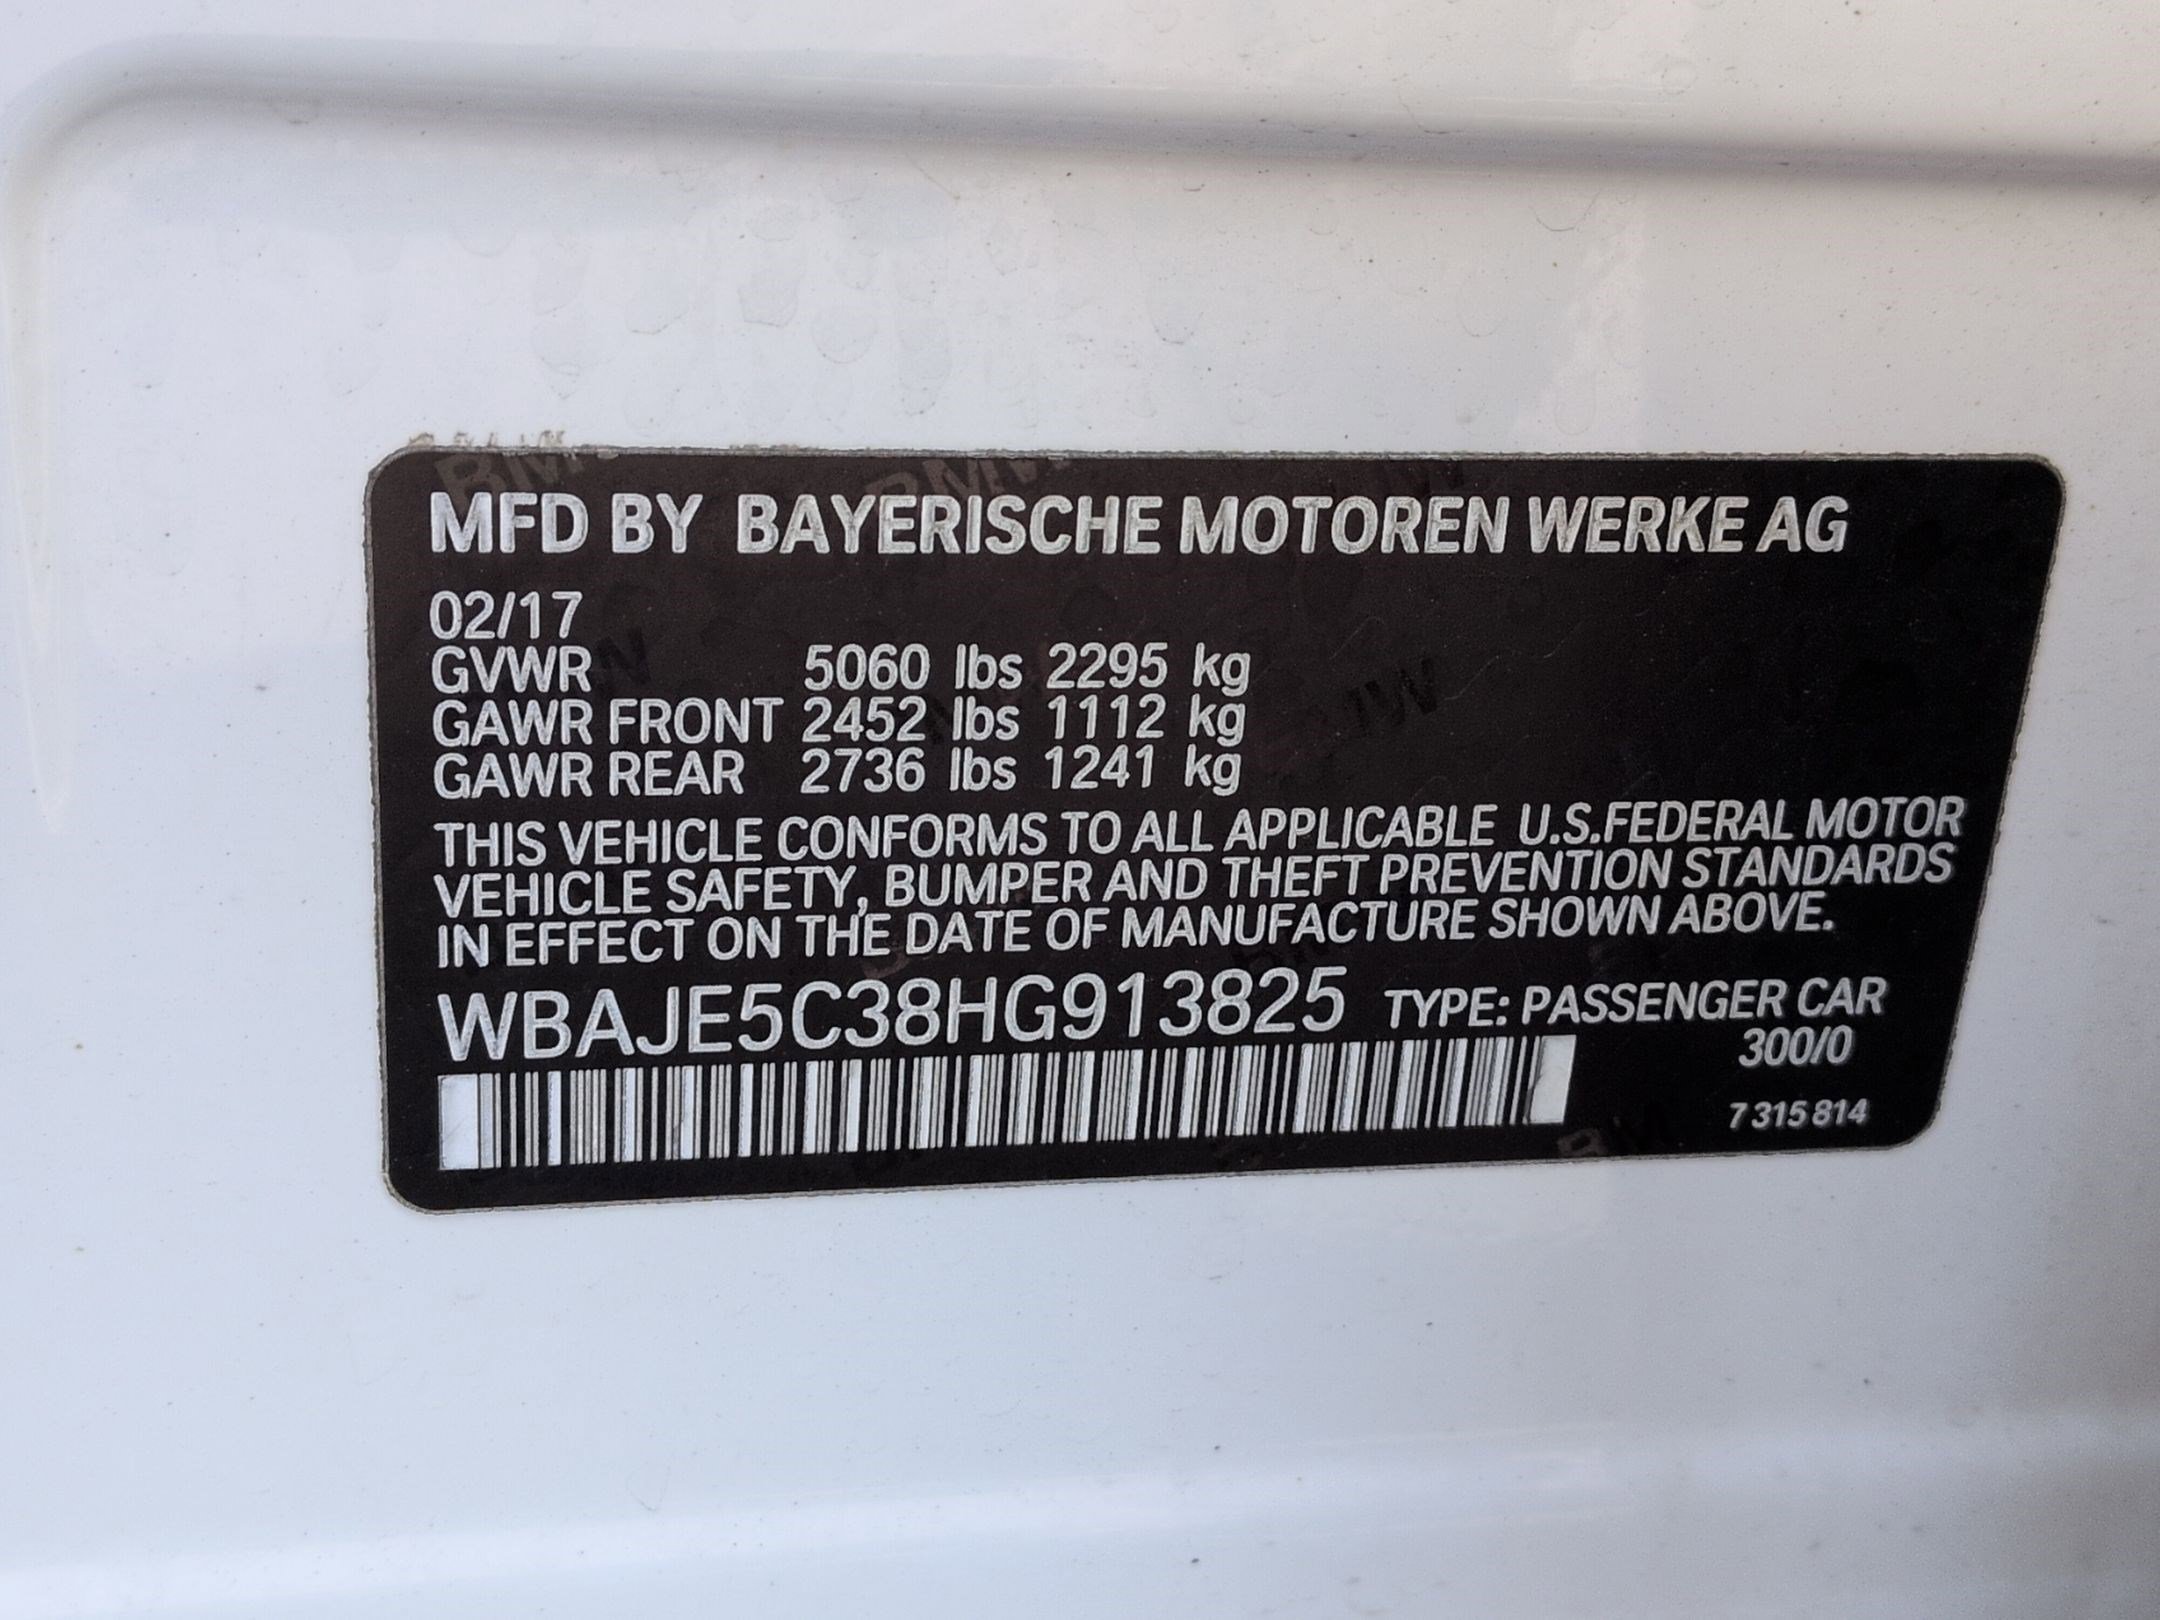 MFD BY BAYERISCHE MOTOREN WERKE AG
02/17
GVWR 5060 lbs 2295 kg
GAWR FRONT 2452 lbs 1112 kg
GAWR REAR 2736 lbs 1241 kg
THIS VEHICLE CONFORMS TO ALL APPLICABLE U.S.FEDERAL MOTOR
VEHICLE SAFETY, BUMPER AND THEFT PREVENTION STANDARDS
IN EFFECT ON THE DATE OF MANUFACTURE SHOWN ABOVE.
WBAJE5C38HG913825 TYPE: PASSENGER CAR
300/0
7 315 814